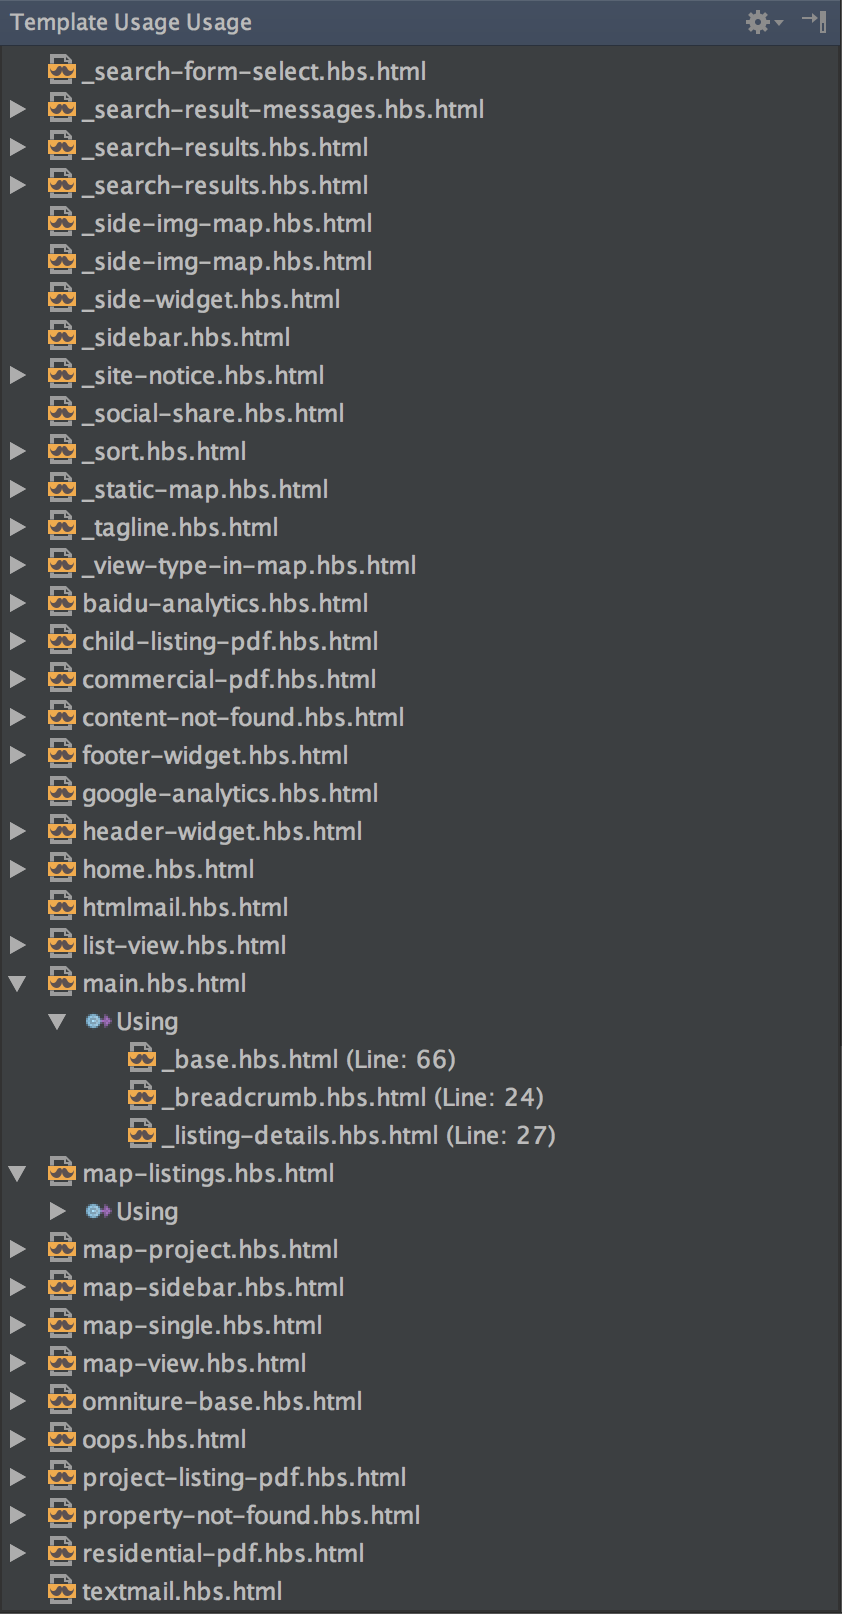 Template Usage Usage
_search-form-select.hbs.html
_search-result-messages.hbs.html
_search-results.hbs.html
_search-results.hbs.html
_side-img-map.hbs.html
_side-img-map.hbs.html
_side-widget.hbs.html
_sidebar.hbs.html
_site-notice.hbs.html
_social-share.hbs.html
_sort.hbs.html
_static-map.hbs.html
_tagline.hbs.html
_view-type-in-map.hbs.html
baidu-analytics.hbs.html
child-listing-pdf.hbs.html
commercial-pdf.hbs.html
content-not-found.hbs.html
footer-widget.hbs.html
google-analytics.hbs.html
header-widget.hbs.html
home.hbs.html
htmlmail.hbs.html
list-view.hbs.html
main.hbs.html
Using
_base.hbs.html (Line: 66)
_breadcrumb.hbs.html (Line: 24)
_listing-details.hbs.html (Line: 27)
map-listings.hbs.html
Using
map-project.hbs.html
map-sidebar.hbs.html
map-single.hbs.html
map-view.hbs.html
omniture-base.hbs.html
oops.hbs.html
project-listing-pdf.hbs.html
property-not-found.hbs.html
residential-pdf.hbs.html
textmail.hbs.html